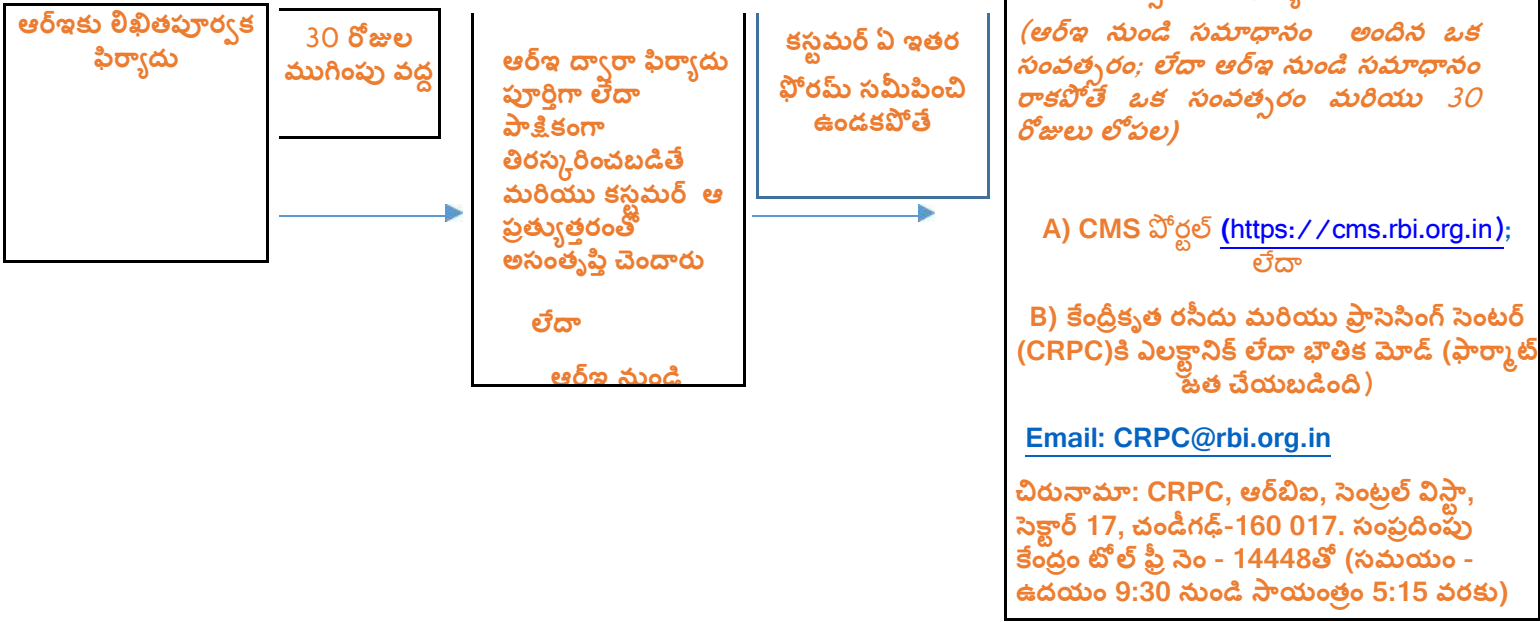 ఆర్ఇకు లిఖితపూర్వక
ఫిర్యాదు
30 రోజుల
ముగింపు వద్ద
ఆర్ఇ ద్వారా ఫిర్యాదు
పూర్తిగా లేదా
పాక్షికంగా
తిరస్కరించబడితే
మరియు కస్టమర్ ఆ
ప్రత్యుత్తరంతో
అసంతృప్తి చెందారు
లేదా
ఆర్ఇ నుండి
కస్టమర్ ఏ ఇతర
ఫోరమ్ సమీపించి
ఉండకపోతే
(ఆర్ఇ నుండి సమాధానం అందిన ఒక
సంవత్సరం; లేదా ఆర్ఇ నుండి సమాధానం
రాకపోతే ఒక సంవత్సరం మరియు 30
రోజులు లోపల)
A) CMS పోర్టల్ (https://cms.rbi.org.in);
లేదా
B) కేంద్రీకృత రసీదు మరియు ప్రాసెసింగ్ సెంటర్
(CRPC)కి ఎలక్ట్రానిక్ లేదా భౌతిక మోడ్ (ఫార్మాట్
జత చేయబడింది)
Email: CRPC@rbi.org.in
చిరునామా: CRPC, ఆర్‌బిఐ, సెంట్రల్ విస్టా,
సెక్టార్ 17, చండీగఢ్-160 017. సంప్రదింపు
కేంద్రం టోల్ ఫ్రీ నెం - 14448తో (సమయం -
ఉదయం 9:30 నుండి సాయంత్రం 5:15 వరకు)